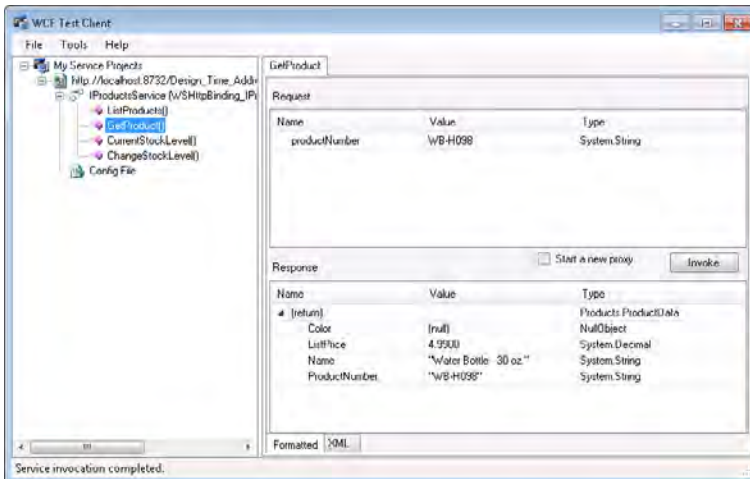 WCF Test Client
File Tools Help
My Service Projects
http://localhost:8732/Design_Time_Addr
IProductsService (WSHttpBinding_IPr
ListProducts()
GetProduct()
CurrentStockLevel()
ChangeStockLevel()
Config File
GetProduct
Request
Name Value Type
productNumber WB-H098 System.String
Response
Start a new proxy
Invoke
Name Value Type
(return) Products.ProductData
Color (null) NullObject
ListPrice 4.9900 System.Decimal
Name "Water Bottle - 30 oz." System.String
ProductNumber "WB-H098" System.String
Formatted XML
Service invocation completed.